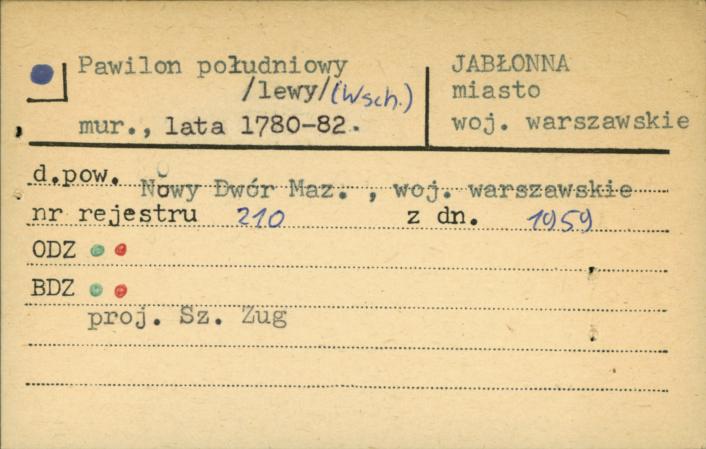 Pawilon południowy
/lewy/(Wsch.)
mur., lata 1780-82.
JABŁONNA
miasto
woj. warszawskie
d.pow. Nowy Dwór Maz. , woj. warszawskie
nr rejestru 210 z dn. 1959
ODZ
BDZ
proj. Sz. Zug